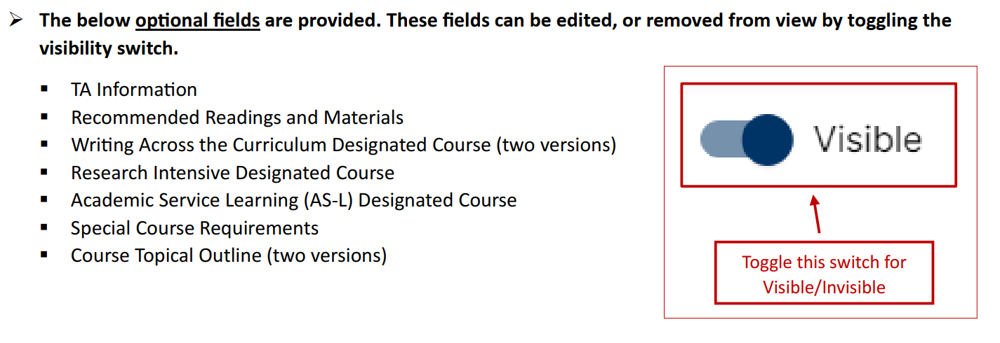 ➢ The below optional fields are provided. These fields can be edited, or removed from view by toggling the
visibility switch.
▪ TA Information
▪ Recommended Readings and Materials
▪ Writing Across the Curriculum Designated Course (two versions)
▪ Research Intensive Designated Course
▪ Academic Service Learning (AS-L) Designated Course
▪ Special Course Requirements
▪ Course Topical Outline (two versions)
Visible
Toggle this switch for
Visible/Invisible